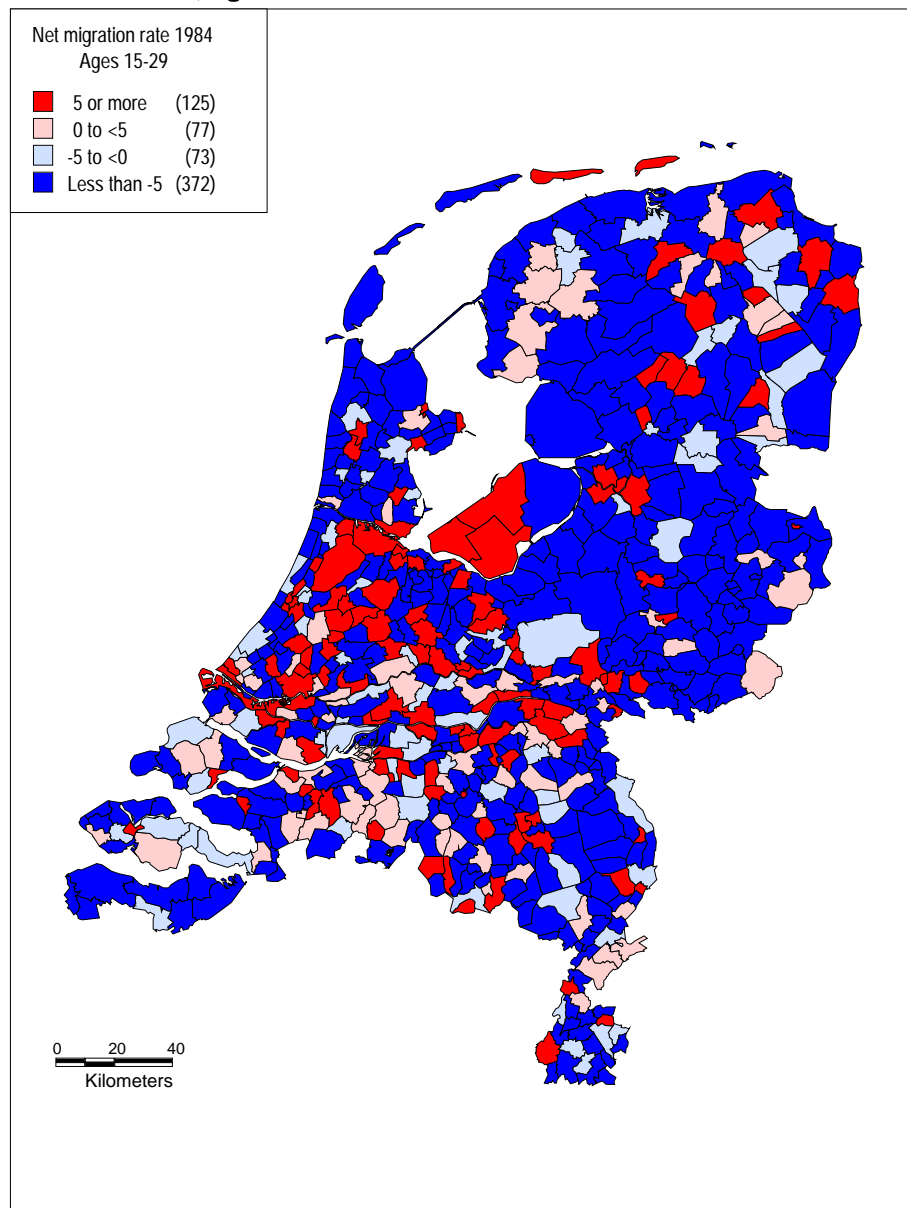 Net migration rate 1984
Ages 15-29
5 or more (125)
0 to <5 (77)
-5 to <0 (73)
Less than -5 (372)
0 20 40
Kilometers